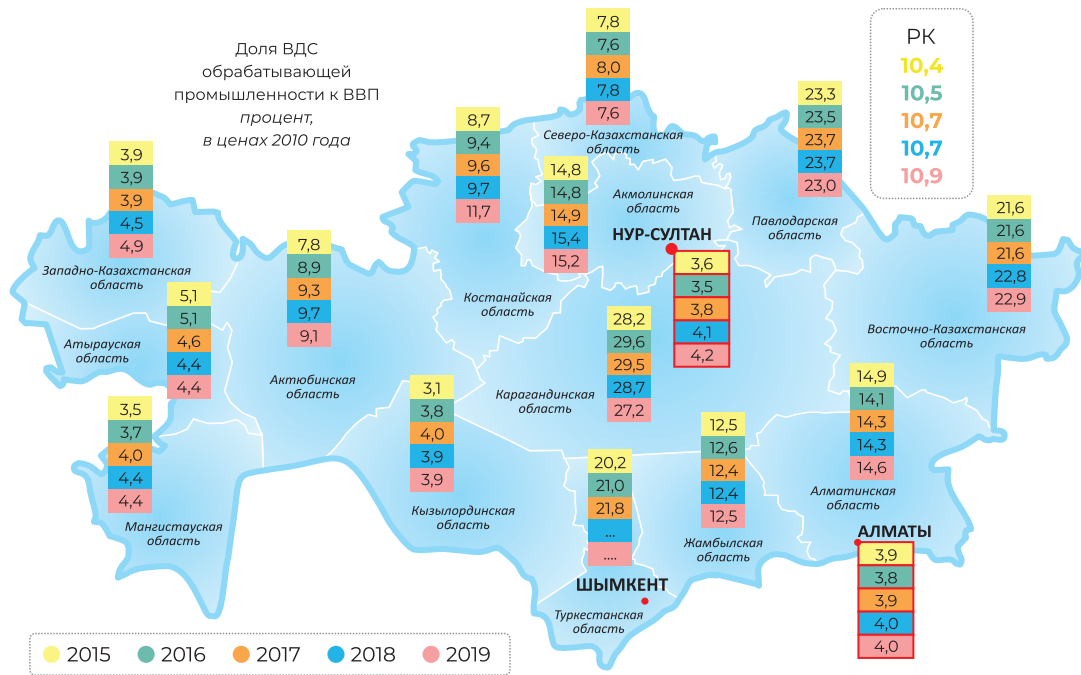 Доля ВДС
обрабатывающей
промышленности к ВВП
процент,
в ценах 2010 года
РК
10,4
10,5
10,7
10,7
10,9
7,8
7,6
8,0
7,8
7,6
Северо-Казахстанская
область
8,7
9,4
9,6
9,7
11,7
Костанайская
область
14,8
14,8
14,9
15,4
15,2
Акмолинская
область
НУР-СУЛТАН
3,6
3,5
3,8
4,1
4,2
23,3
23,5
23,7
23,7
23,0
Павлодарская
область
21,6
21,6
21,6
22,8
22,9
Восточно-Казахстанская
область
3,9
3,9
3,9
4,5
4,9
Западно-Казахстанская
область
5,1
5,1
4,6
4,4
4,4
Атырауская
область
7,8
8,9
9,3
9,7
9,1
Актюбинская
область
28,2
29,6
29,5
28,7
27,2
Карагандинская
область
3,5
3,7
4,0
4,4
4,4
Мангистауская
область
3,1
3,8
4,0
3,9
3,9
Кызылординская
область
20,2
21,0
21,8
...
....
ШЫМКЕНТ
Туркестанская
область
12,5
12,6
12,4
12,4
12,5
Жамбылская
область
14,9
14,1
14,3
14,3
14,6
Алматинская
область
АЛМАТЫ
3,9
3,8
3,9
4,0
4,0
2015 2016 2017 2018 2019